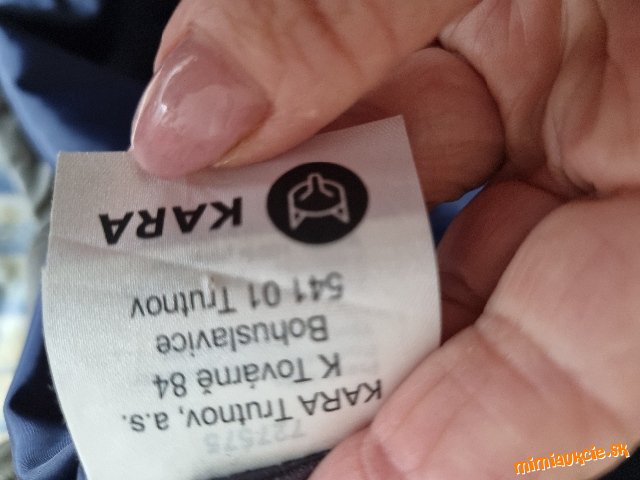 KARA Trutnov, a.s.
K Továrně 84
Bohuslavice
541 01 Trutnov
KARA
mimiaukcie.sk